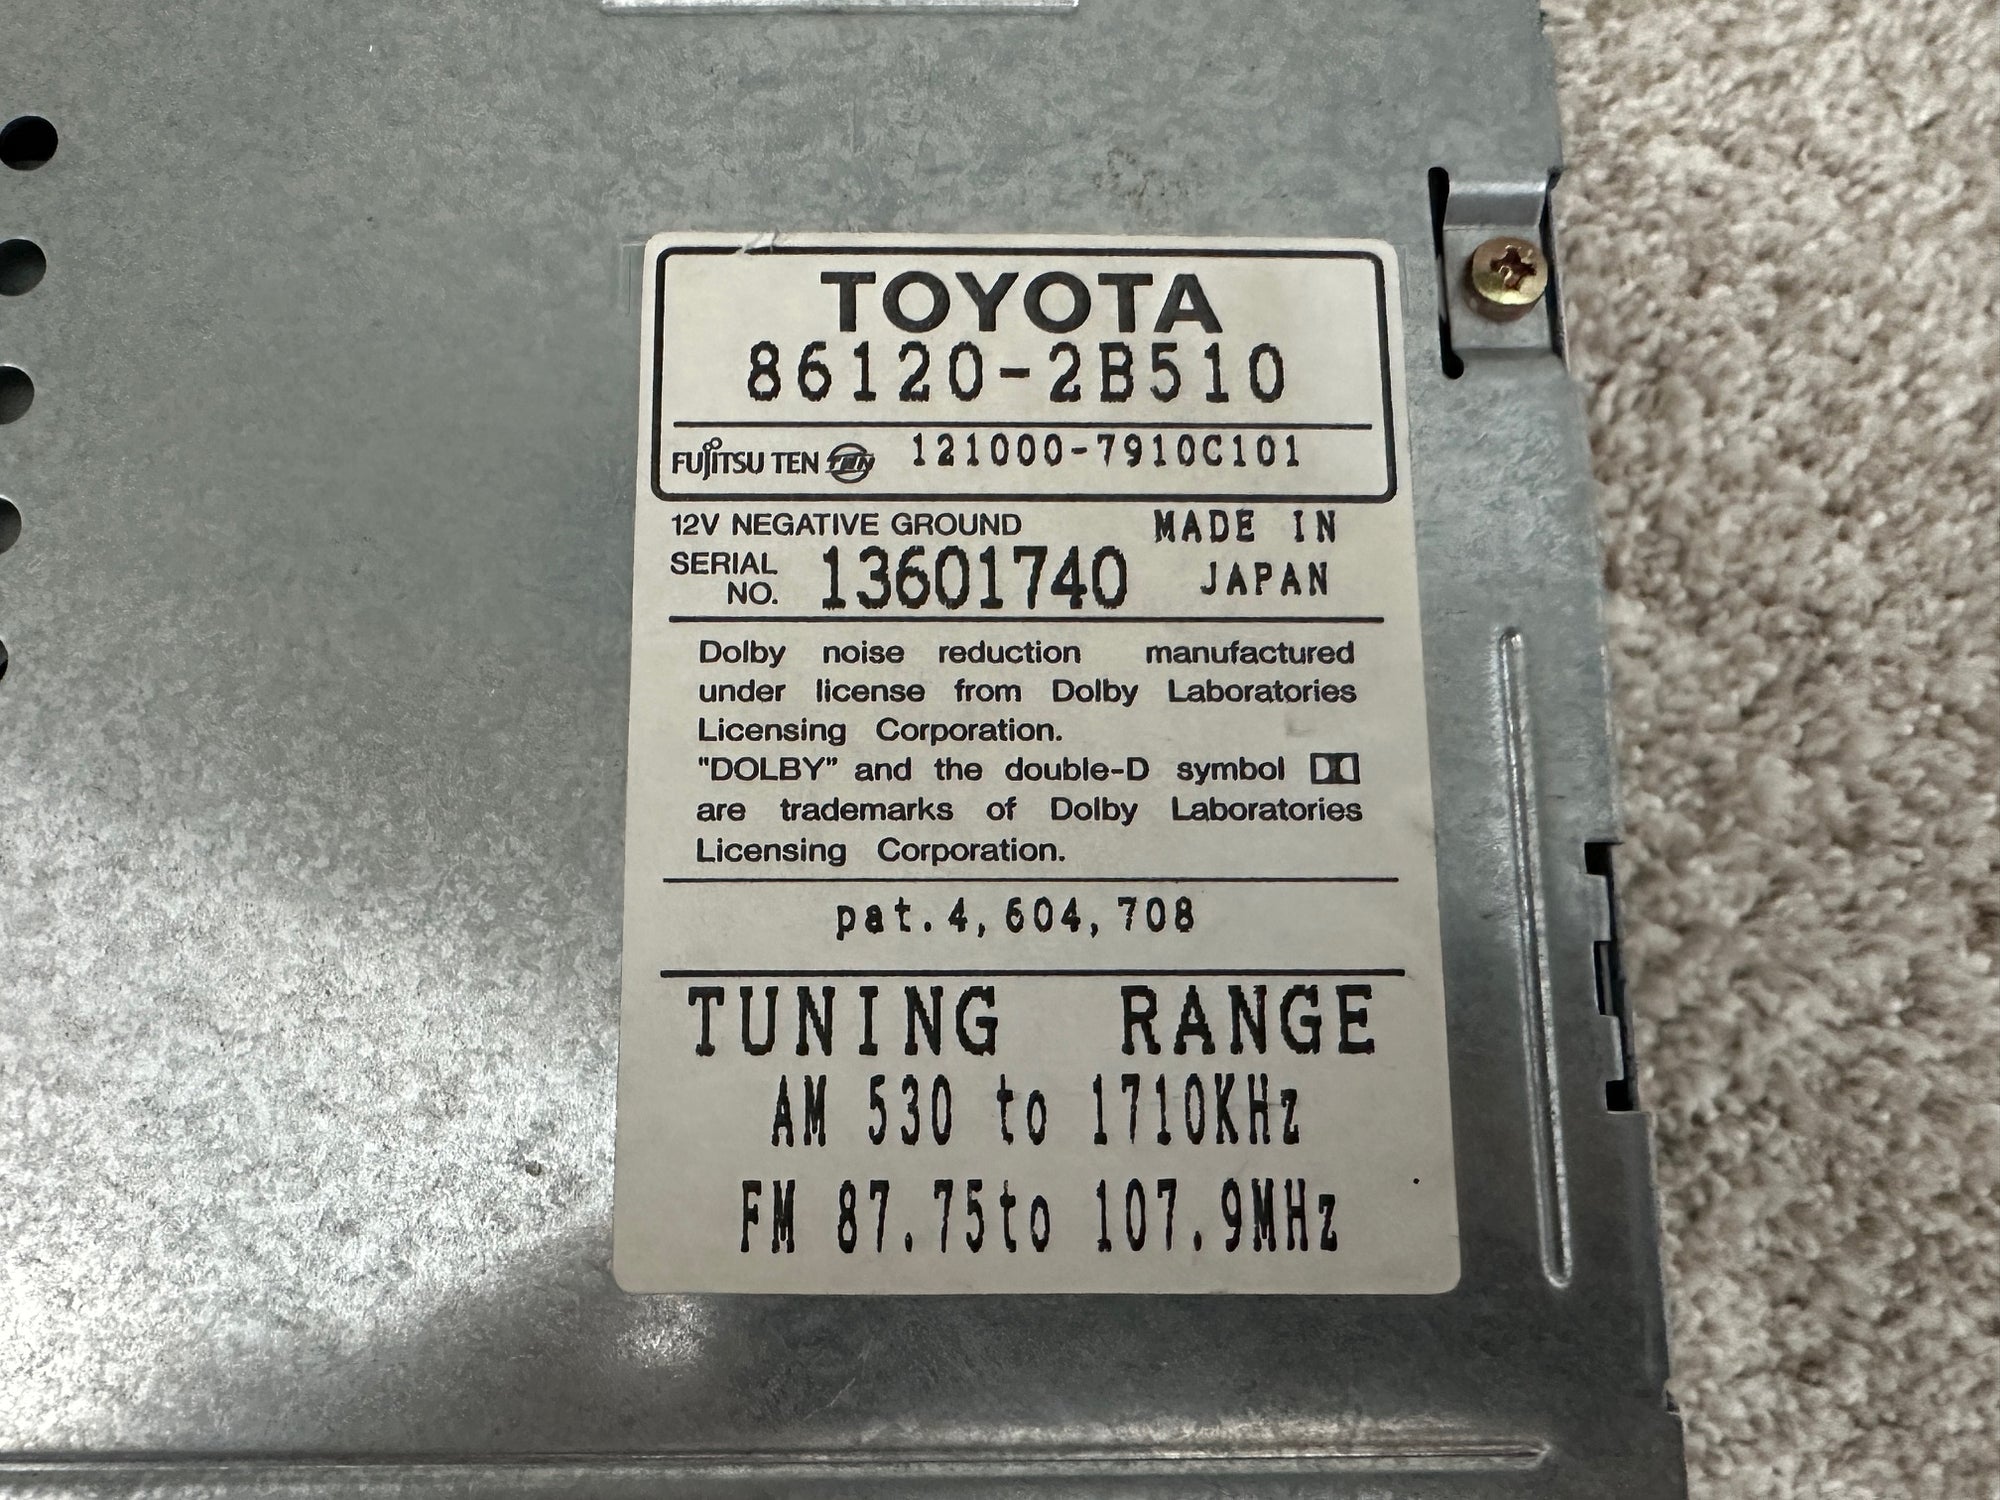 TOYOTA
86120-2B510
FUJITSU TEN TEN 121000-7910C101
12V NEGATIVE GROUND MADE IN
SERIAL NO. 13601740 JAPAN
Dolby noise reduction manufactured
under license from Dolby Laboratories
Licensing Corporation.
"DOLBY" and the double-D symbol
are trademarks of Dolby Laboratories
Licensing Corporation.
pat.4,604,708
TUNING RANGE
AM 530 to 1710KHz
FM 87.75to 107.9MHz